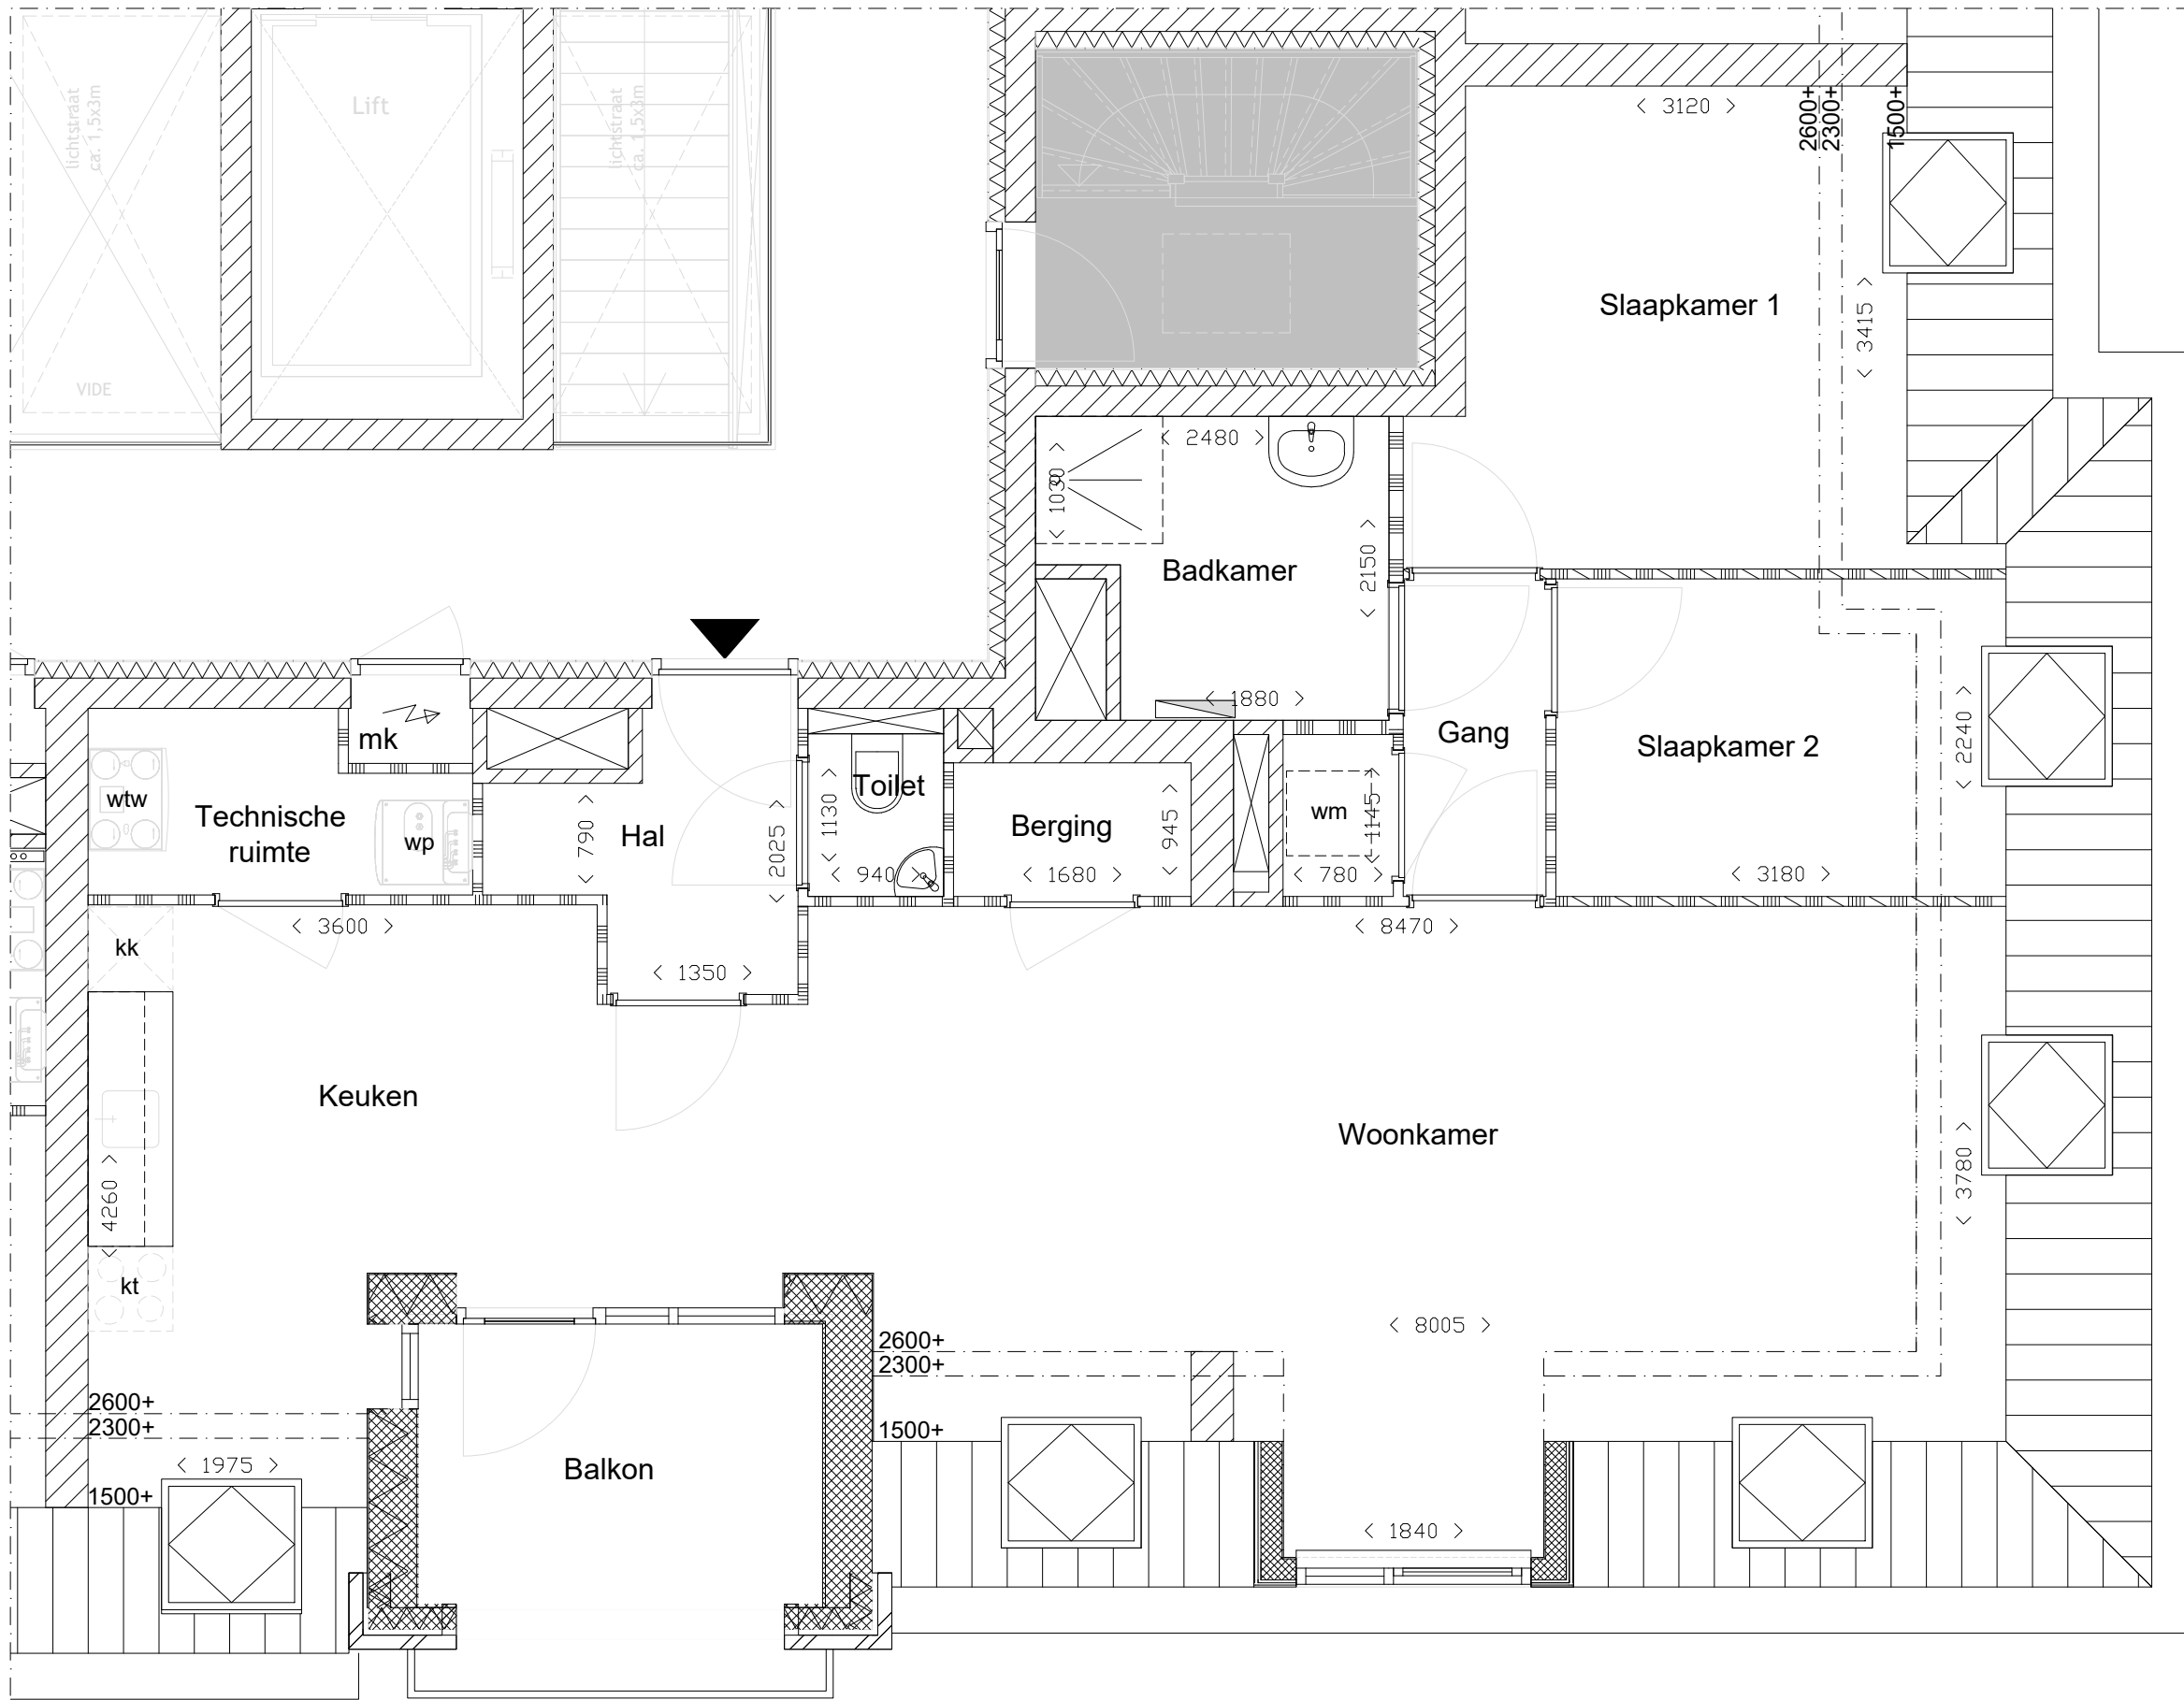 lichtstraat
ca. 1,5x3m
Lift
lichtstraat
ca. 1,5x3m
VIDE
3120
2600+
2300+
1500+
Slaapkamer 1
3415
2480
1030
Badkamer
2150
1880
mk
wtw
Technische
ruimte
wp
790
Hal
2025
Toilet
1130
940
Berging
945
1680
wm
1145
780
Gang
Slaapkamer 2
2240
3180
3600
8470
kk
1350
Keuken
Woonkamer
4260
3780
kt
8005
2600+
2300+
1500+
2600+
2300+
1975
1500+
Balkon
1840